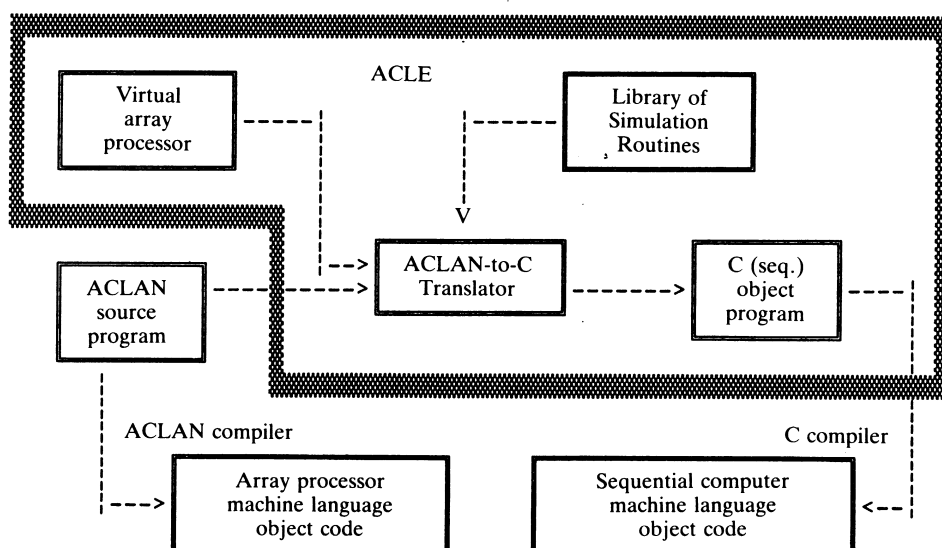 ACLE
Virtual
array
processor
Library of
Simulation
Routines
V
ACLAN-to-C
Translator
C (seq.)
object
program
ACLAN
source
program
ACLAN compiler
C compiler
Array processor
machine language
object code
Sequential computer
machine language
object code